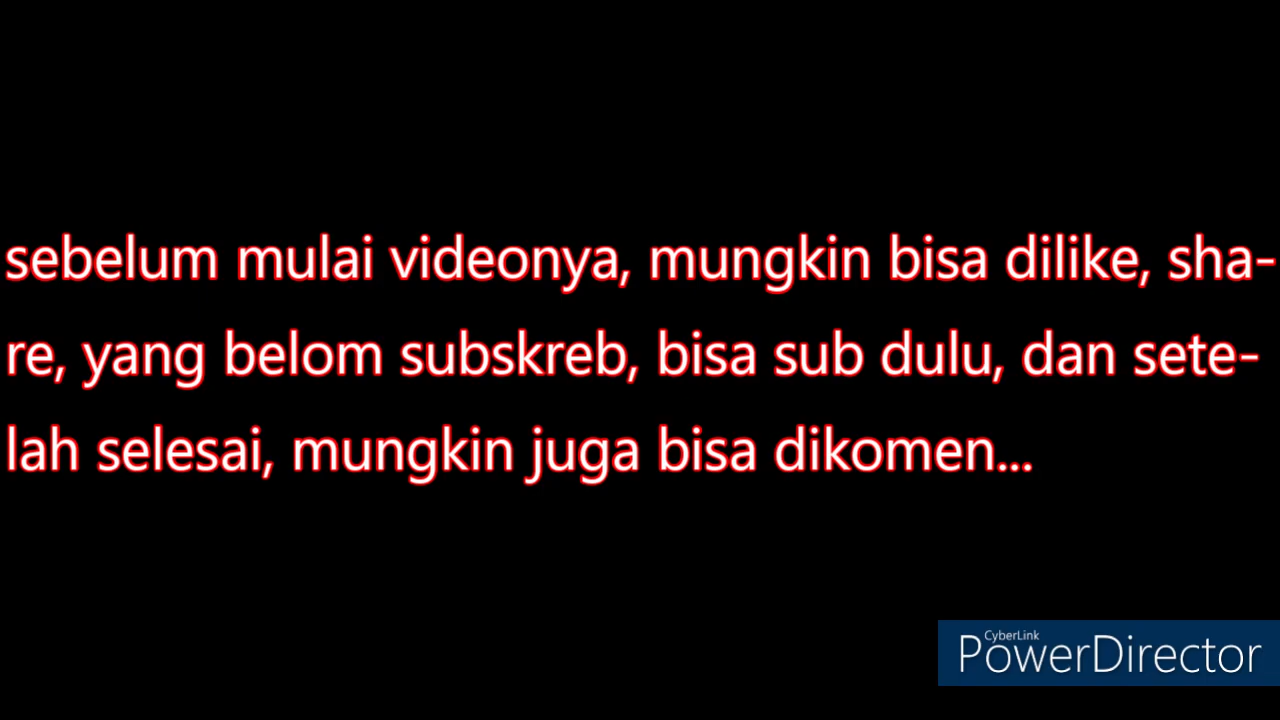 sebelum mulai videonya, mungkin bisa dilike, sha-
re, yang belom subskreb, bisa sub dulu, dan sete-
lah selesai, mungkin juga bisa dikomen...
CyberLink
PowerDirector